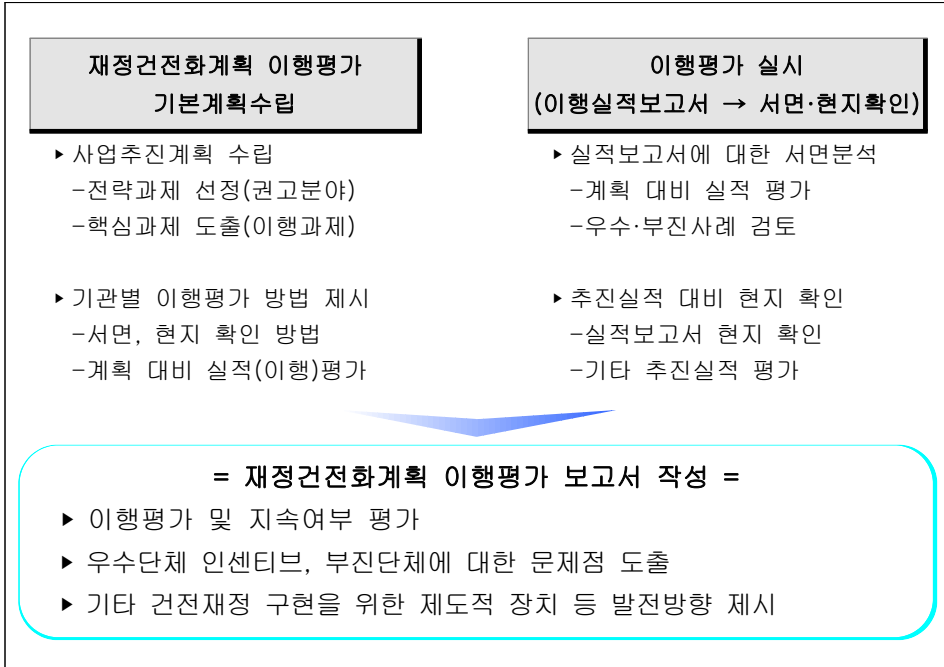 재정건전화계획 이행평가
기본계획수립
▸사업추진계획 수립
-전략과제 선정(권고분야)
-핵심과제 도출(이행과제)
▸기관별 이행평가 방법 제시
-서면, 현지 확인 방법
-계획 대비 실적(이행)평가
이행평가 실시
(이행실적보고서 → 서면·현지확인)
▸실적보고서에 대한 서면분석
-계획 대비 실적 평가
-우수·부진사례 검토
▸추진실적 대비 현지 확인
-실적보고서 현지 확인
-기타 추진실적 평가
= 재정건전화계획 이행평가 보고서 작성 =
▸ 이행평가 및 지속여부 평가
▸ 우수단체 인센티브, 부진단체에 대한 문제점 도출
▸ 기타 건전재정 구현을 위한 제도적 장치 등 발전방향 제시